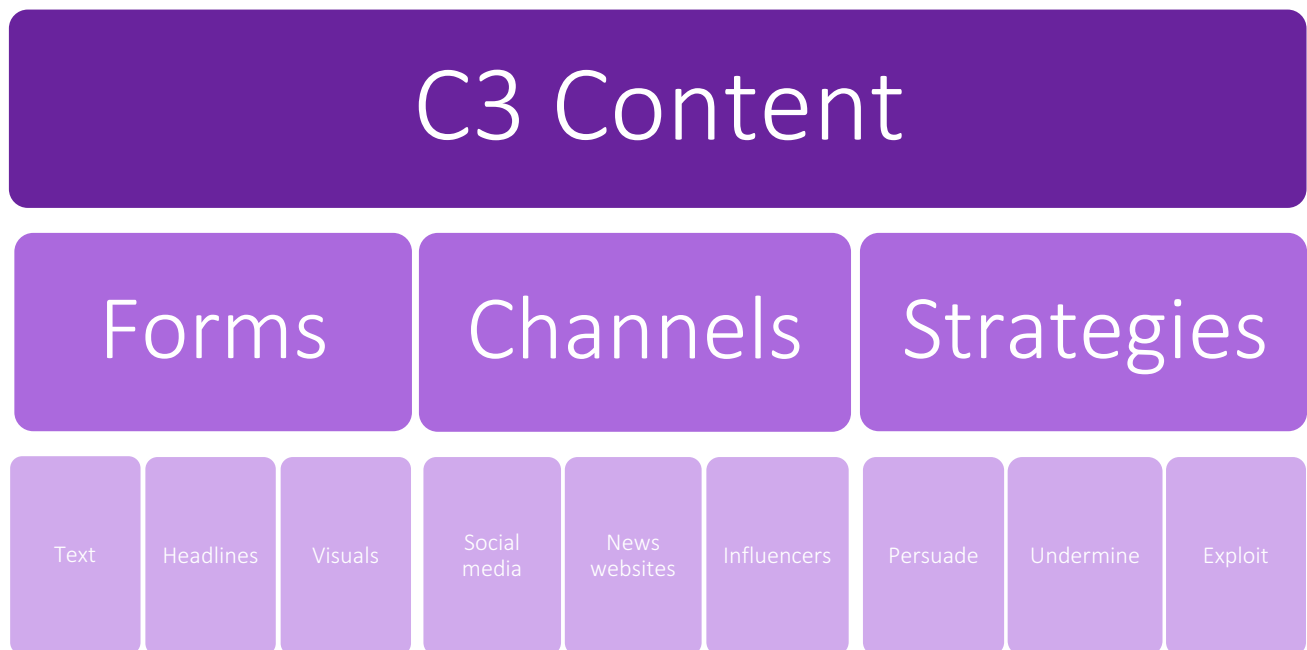 C3 Content
Forms
Channels
Strategies
Text
Headlines
Visuals
Social
media
News
websites
Influencers
Persuade
Undermine
Exploit